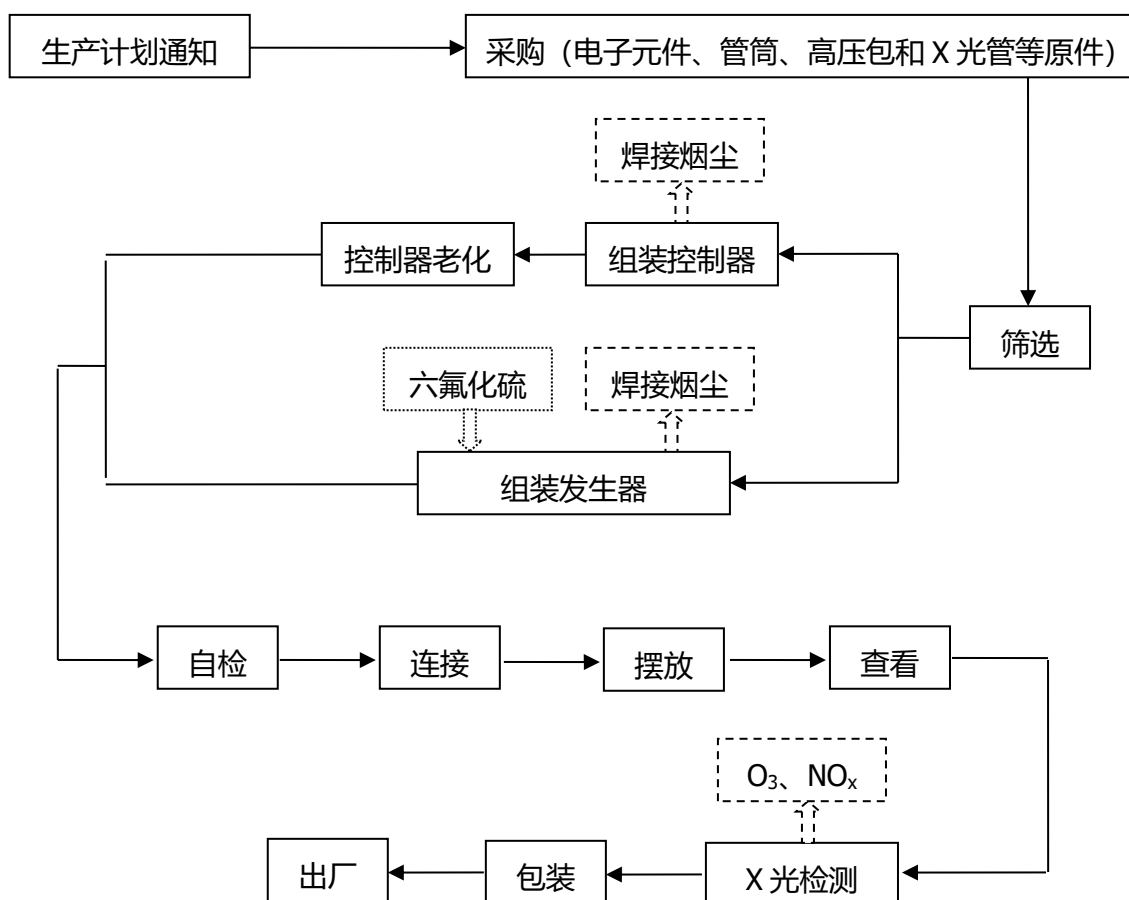 生产计划通知
采购（电子元件、管筒、高压包和 X 光管等原件）
焊接烟尘
控制器老化
组装控制器
筛选
六氟化硫
焊接烟尘
组装发生器
自检
连接
摆放
查看
O₃、NOₓ
出厂
包装
X 光检测